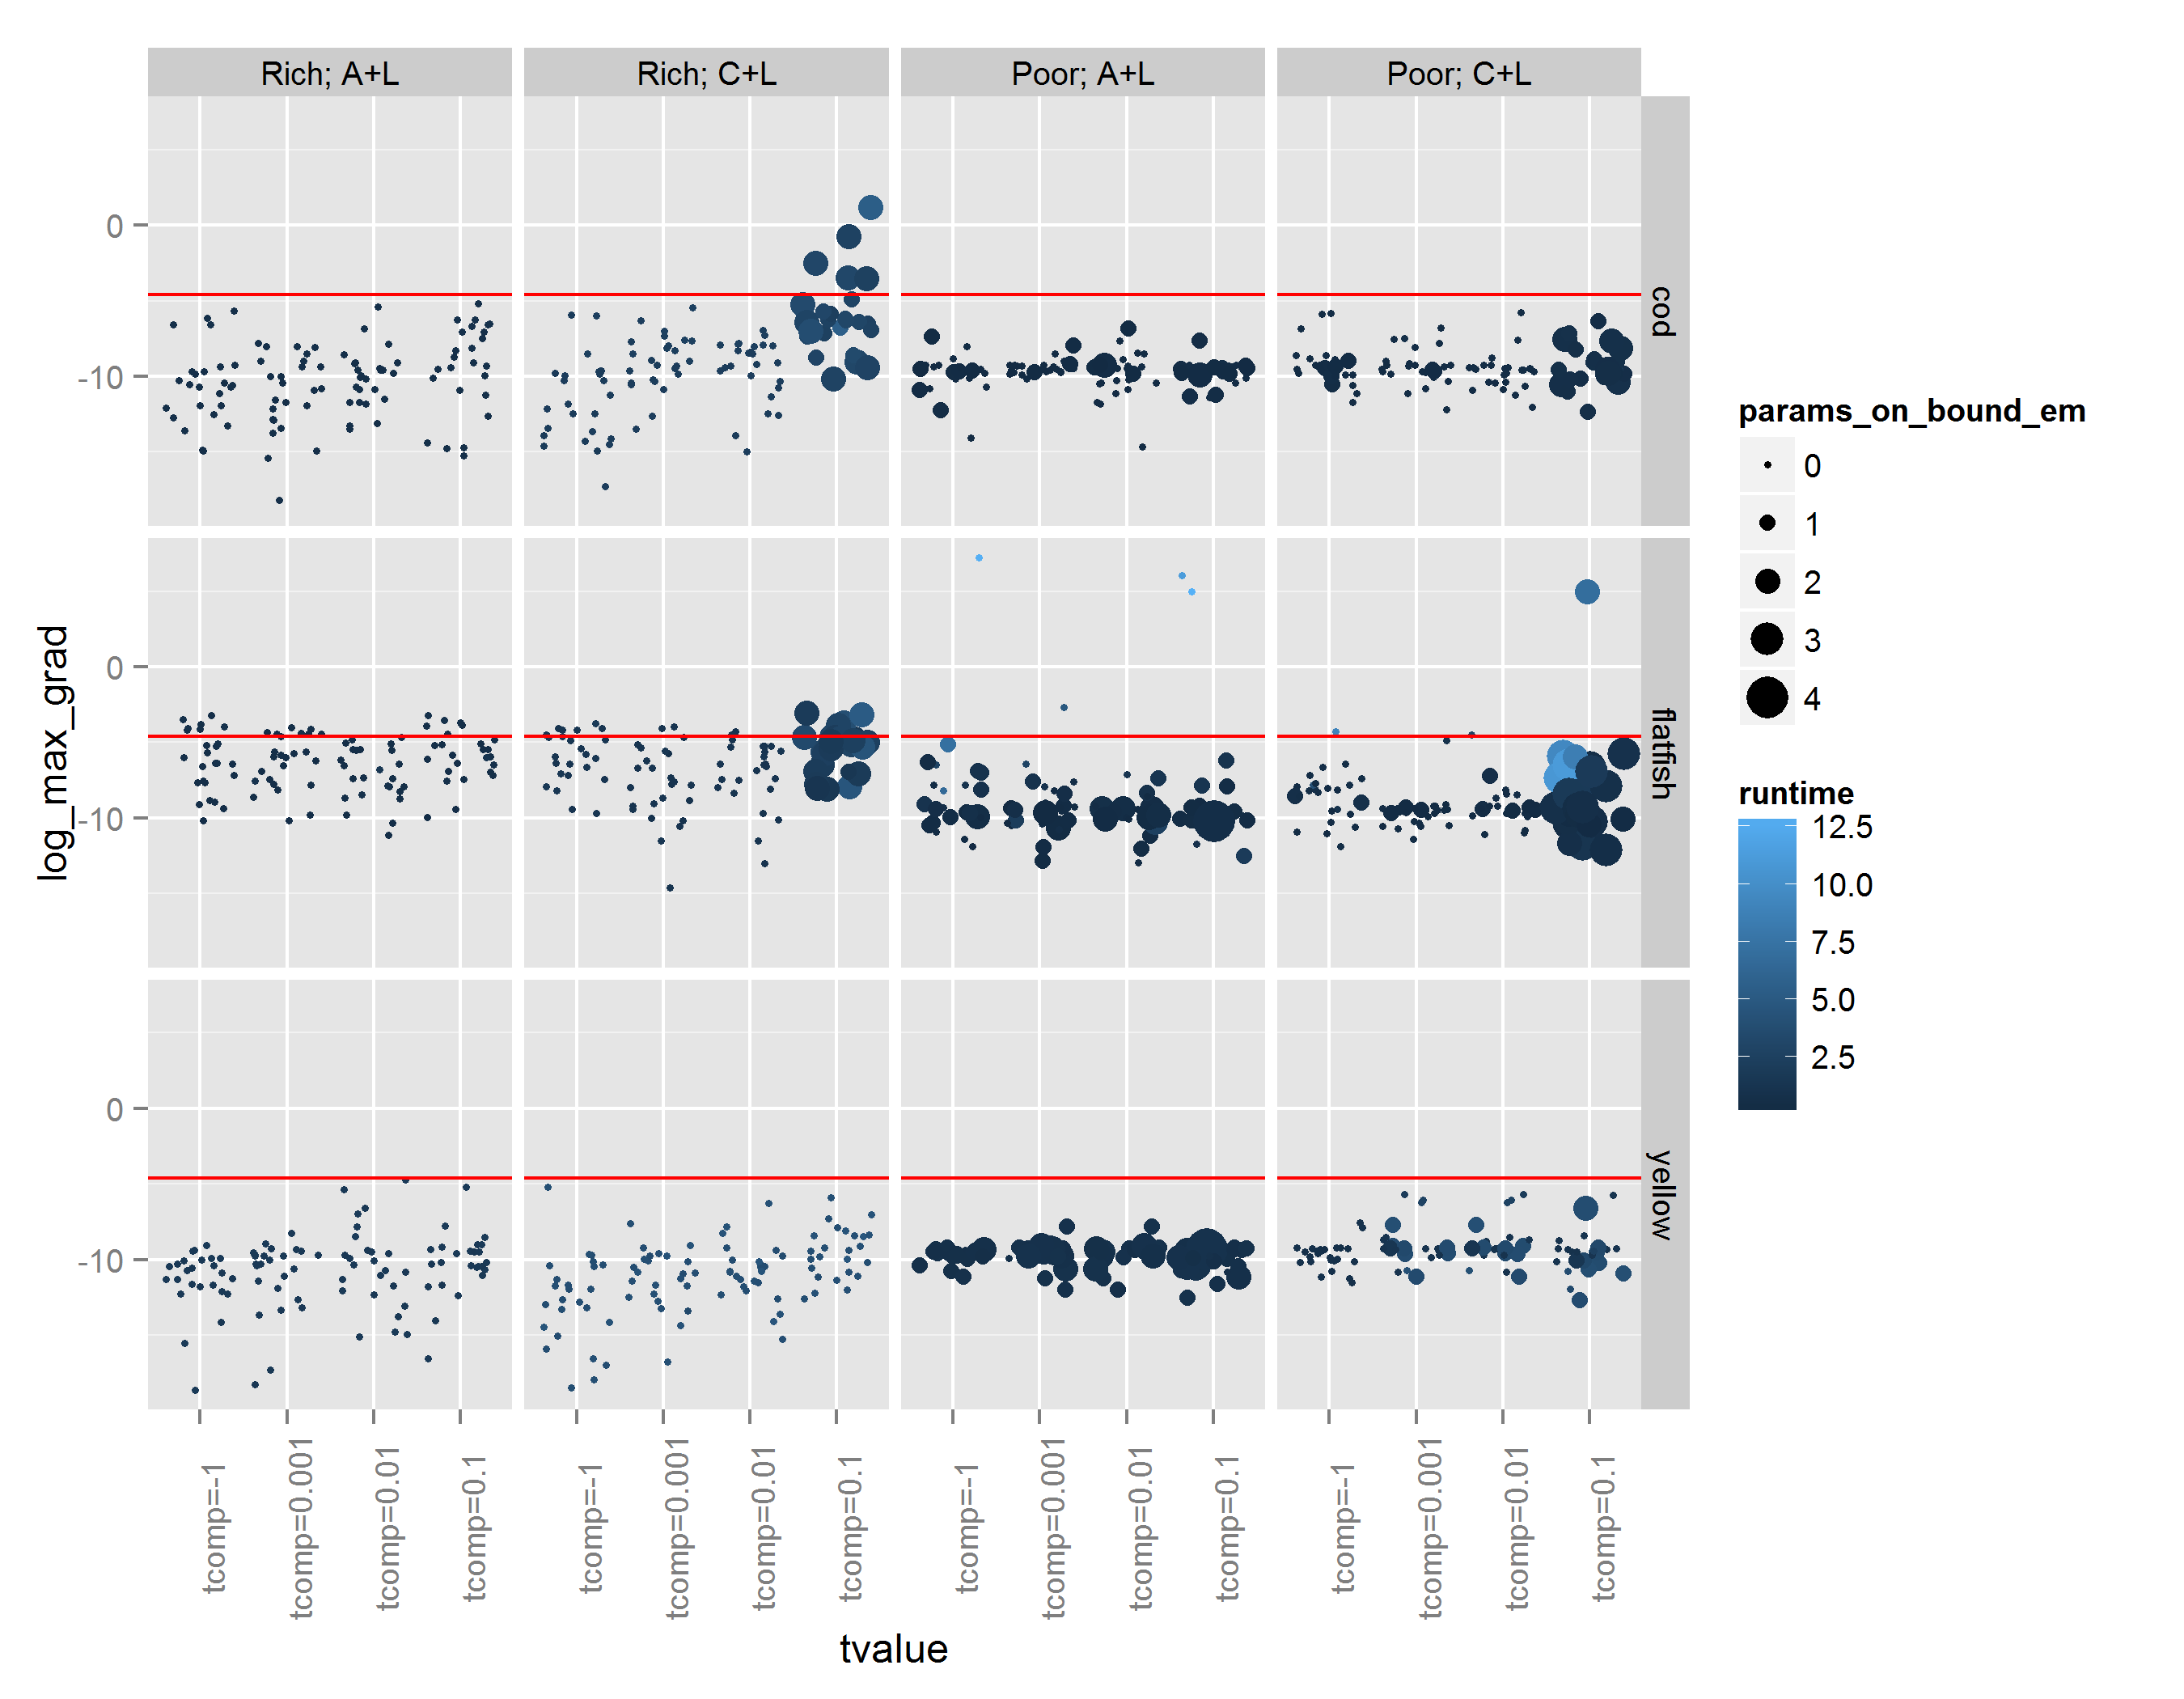 Rich; A+L
Rich; C+L
Poor; A+L
Poor; C+L
0
-10
cod
0
-10
flatfish
0
-10
yellow
log_max_grad
tcomp=-1
tcomp=0.001
tcomp=0.01
tcomp=0.1
tcomp=-1
tcomp=0.001
tcomp=0.01
tcomp=0.1
tcomp=-1
tcomp=0.001
tcomp=0.01
tcomp=0.1
tcomp=-1
tcomp=0.001
tcomp=0.01
tcomp=0.1
tvalue
params_on_bound_em
0
1
2
3
4
runtime
12.5
10.0
7.5
5.0
2.5